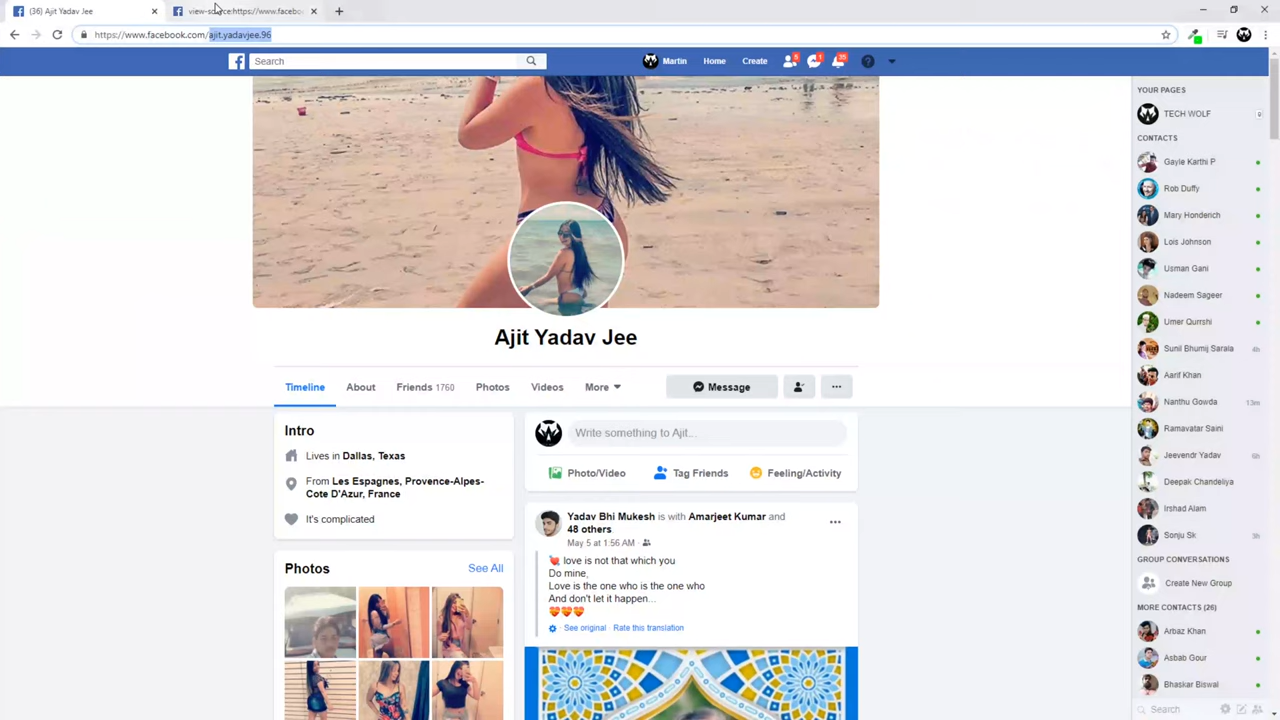 (36) Ajit Yadav Jee
view-source:https://www.facebo
https://www.facebook.com/ajit.yadavjee.96
Search
Martin
Home
Create
Ajit Yadav Jee
Timeline
About
Friends 1760
Photos
Videos
More
Message
Intro
Lives in Dallas, Texas
From Les Espagnes, Provence-Alpes-
Cote D'Azur, France
It's complicated
Photos
See All
Write something to Ajit...
Photo/Video
Tag Friends
Feeling/Activity
Yadav Bhi Mukesh is with Amarjeet Kumar and
48 others.
May 5 at 1:56 AM
love is not that which you
Do mine,
Love is the one who is the one who
And don't let it happen...
See original · Rate this translation
YOUR PAGES
TECH WOLF
CONTACTS
Gayle Karthi P
Rob Duffy
Mary Honderich
Lois Johnson
Usman Gani
Nadeem Sageer
Umer Qurrshi
Sunil Bhumij Sarala 4h
Aarif Khan
Nanthu Gowda 13m
Ramavatar Saini
Jeevendr Yadav 6h
Deepak Chandeliya
Irshad Alam
Sonju Sk 3h
GROUP CONVERSATIONS
Create New Group
MORE CONTACTS (26)
Arbaz Khan
Asbab Gour
Bhaskar Biswal
Search